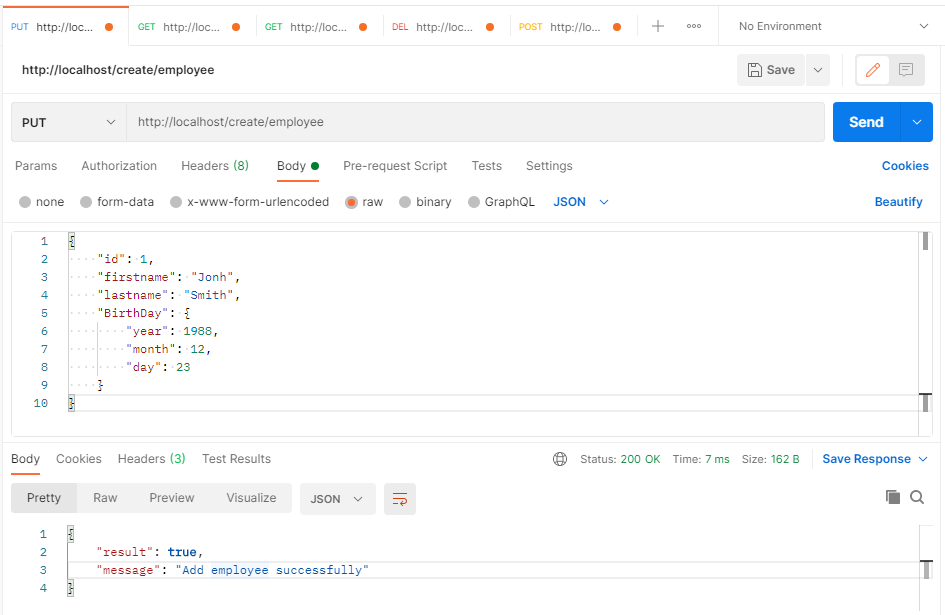 PUT http://loc... GET http://loc... GET http://loc... DEL http://loc... POST http://lo... No Environment
http://localhost/create/employee Save
PUT http://localhost/create/employee Send
Params Authorization Headers (8) Body Pre-request Script Tests Settings Cookies
none form-data x-www-form-urlencoded raw binary GraphQL JSON Beautify
1 {
2 "id": 1,
3 "firstname": "Jonh",
4 "lastname": "Smith",
5 "BirthDay": {
6 "year": 1988,
7 "month": 12,
8 "day": 23
9 }
10 }
Body Cookies Headers (3) Test Results Status: 200 OK Time: 7 ms Size: 162 B Save Response
Pretty Raw Preview Visualize JSON
1 {
2 "result": true,
3 "message": "Add employee successfully"
4 }